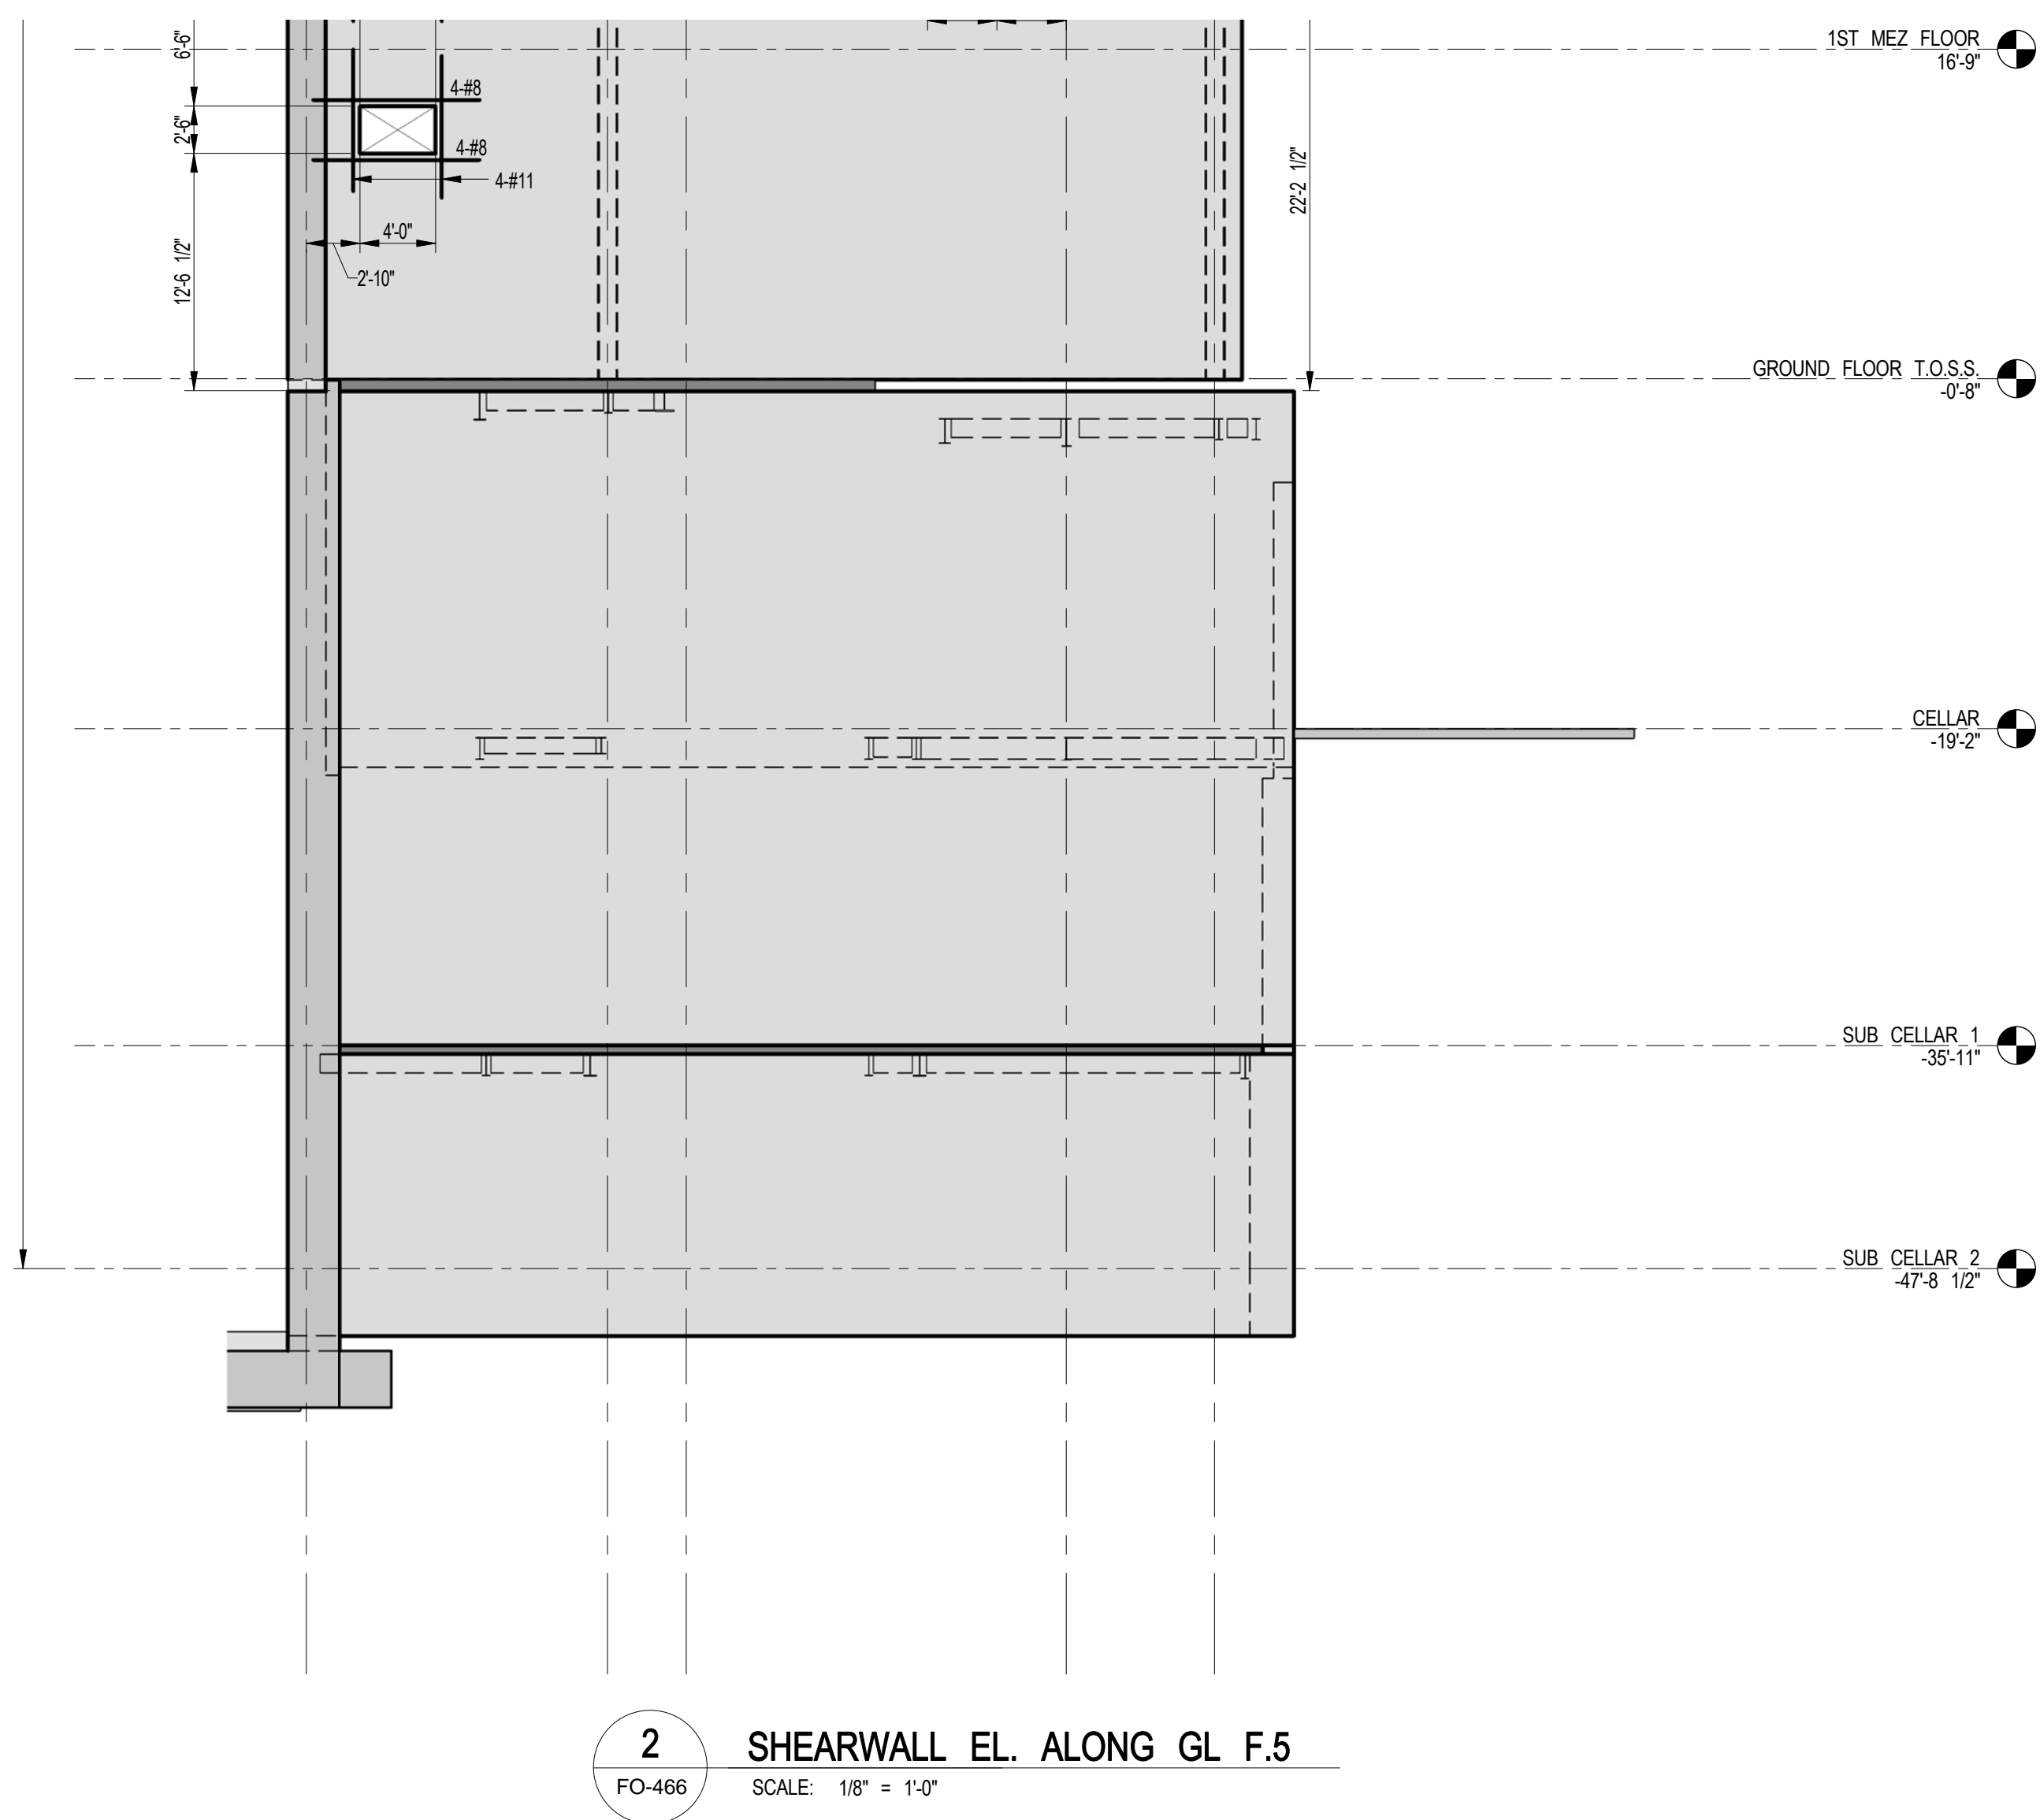 1ST MEZ FLOOR
16'-9"
6'-6"
2'-6"
12'-6 1/2"
4-#8
4-#8
4-#11
4'-0"
2'-10"
22'-2 1/2"
GROUND FLOOR T.O.S.S.
-0'-8"
CELLAR
-19'-2"
SUB CELLAR 1
-35'-11"
SUB CELLAR 2
-47'-8 1/2"
2
FO-466
SHEARWALL EL. ALONG GL F.5
SCALE: 1/8" = 1'-0"